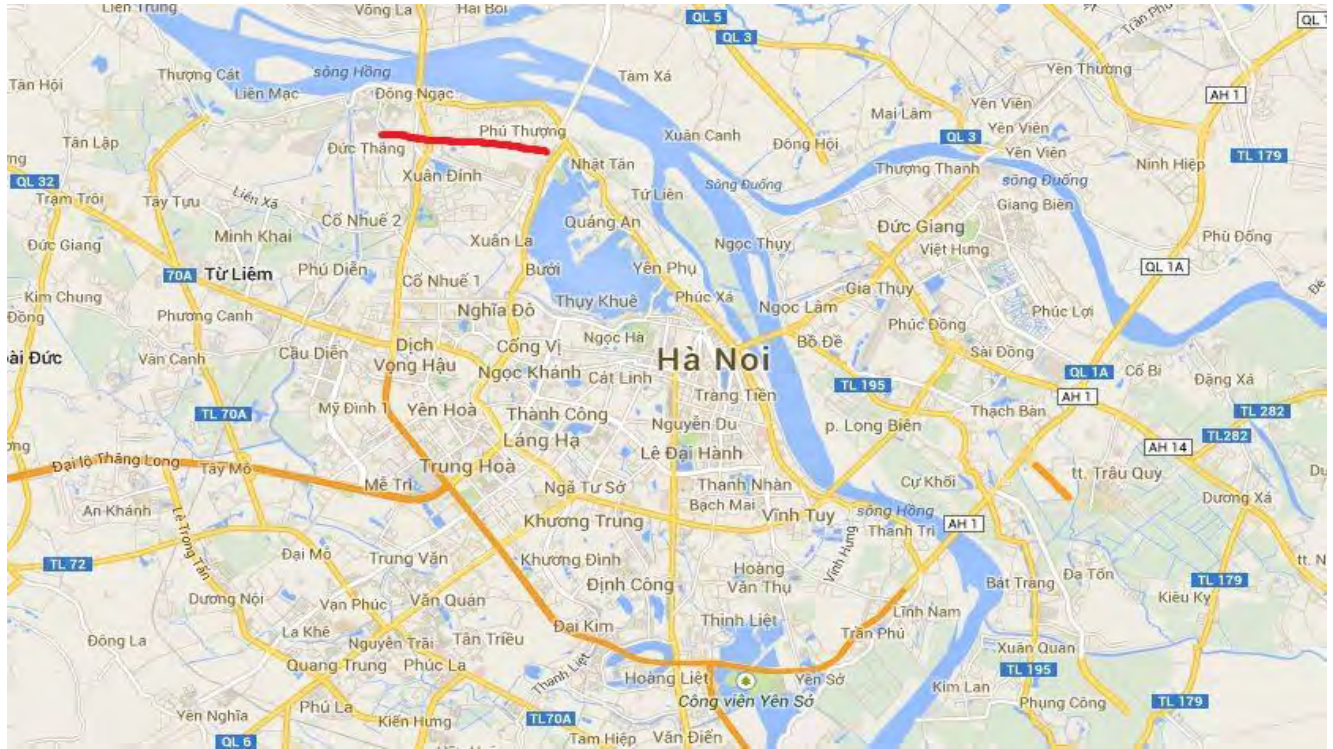 Liên Trung
Võng La
Hải Bối
QL 5
QL 3
Trần Phú
QL 1
Tân Hội
Thượng Cát
sông Hồng
Liên Mạc
Đông Ngạc
Tàm Xá
Yên Thường
AH 1
Mai Lâm
Yên Viên
Tân Lập
Phú Thượng
Xuân Canh
Đông Hội
QL 3
Yên Viên
Đức Thắng
Nhật Tân
Yên Viên
Ninh Hiệp
TL 179
QL 32
Xuân Đỉnh
Thượng Thanh
sông Đuống
Trạm Trôi
Tây Tựu
Liên Xã
Tứ Liên
Sông Đuống
Giang Biên
Cổ Nhuế 2
Quảng An
Đức Giang
Phù Đổng
Đức Giang
Minh Khai
Xuân La
Ngọc Thụy
Việt Hưng
70A
Từ Liêm
Phú Diễn
Cổ Nhuế 1
Bưởi
Yên Phụ
QL 1A
Kim Chung
Thụy Khuê
Phúc Xá
Ngọc Lâm
Gia Thụy
Phúc Lợi
Đồng
Phương Canh
Nghĩa Đô
Phúc Đồng
ài Đức
Vân Canh
Cầu Diễn
Dịch
Vọng Hậu
Cống Vị
Ngọc Hà
Hà Noi
Bồ Đề
Sài Đồng
Ngọc Khánh
Cát Linh
QL 1A
Cổ Bi
Đặng Xá
Tràng Tiền
TL 195
AH 1
TL 70A
Mỹ Đình 1
Yên Hoà
Thành Công
Nguyễn Du
p. Long Biên
Thạch Bàn
TL 282
TL282
Láng Hạ
Lê Đại Hành
AH 14
Đại lộ Thăng Long
Tây Mỗ
Trung Hoà
Mễ Trì
Ngã Tư Sở
Thanh Nhàn
Cự Khối
tt. Trâu Quỳ
An Khánh
Bạch Mai
Vĩnh Tuy
sông Hồng
Dương Xá
Khương Trung
Thanh Trì
AH 1
Lê Trọng Tấn
Đại Mỗ
Trung Văn
Khương Đình
Hoàng
Văn Thụ
Vĩnh Hưng
TL 72
Định Công
Bát Tràng
Đa Tốn
TL 179
tt. N
Dương Nội
Vạn Phúc
Văn Quán
Thịnh Liệt
Lĩnh Nam
Kiêu Kỵ
Đông La
La Khê
Nguyễn Trãi
Tân Triều
Đại Kim
Trần Phú
Xuân Quan
Quang Trung
Phúc La
Thanh Liệt
Hoàng Liệt
Yên Sở
TL 195
Công viên Yên Sở
Kim Lan
Phụng Công
TL 179
Yên Nghĩa
Phú La
Kiến Hưng
TL70A
QL 6
Tam Hiệp
Văn Điển